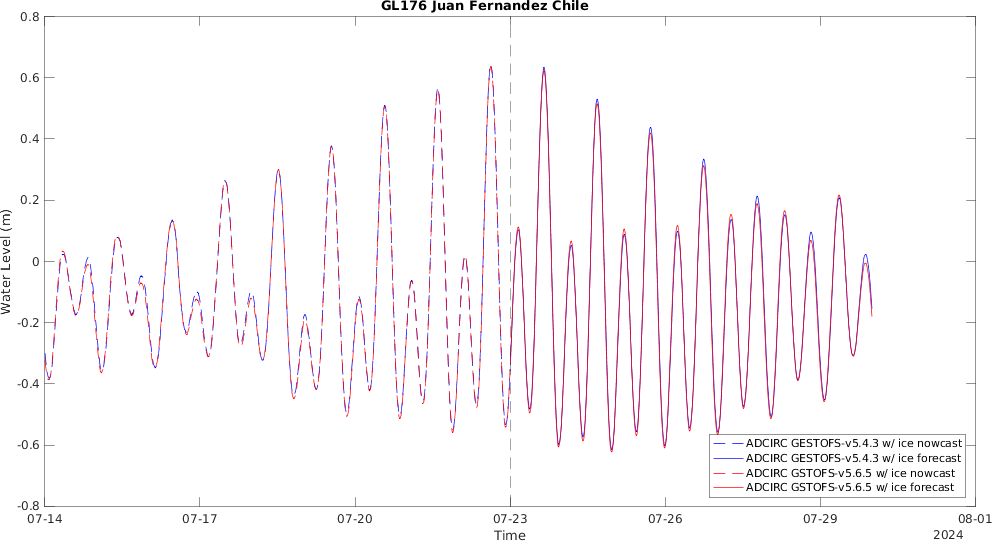 GL176 Juan Fernandez Chile
0.8
0.6
0.4
0.2
0
-0.2
-0.4
-0.6
-0.8
Water Level (m)
07-14
07-17
07-20
07-23
07-26
07-29
08-01
Time
2024
ADCIRC GESTOFS-v5.4.3 w/ ice nowcast
ADCIRC GESTOFS-v5.4.3 w/ ice forecast
ADCIRC GSTOFS-v5.6.5 w/ ice nowcast
ADCIRC GSTOFS-v5.6.5 w/ ice forecast